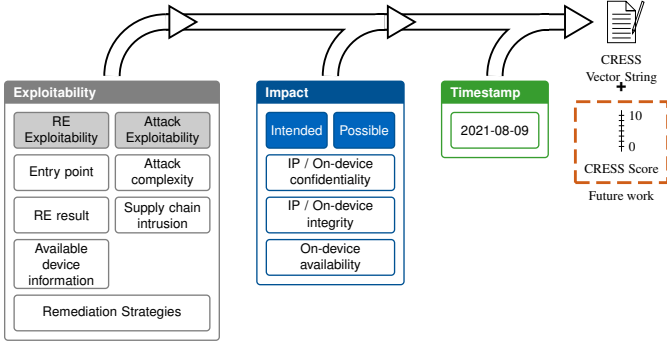 CRESS
Vector String
+
10
0
CRESS Score
Future work
Exploitability
RE
Exploitability
Attack
Exploitability
Entry point
Attack
complexity
RE result
Supply chain
intrusion
Available
device
information
Remediation Strategies
Impact
Intended
Possible
IP / On-device
confidentiality
IP / On-device
integrity
On-device
availability
Timestamp
2021-08-09